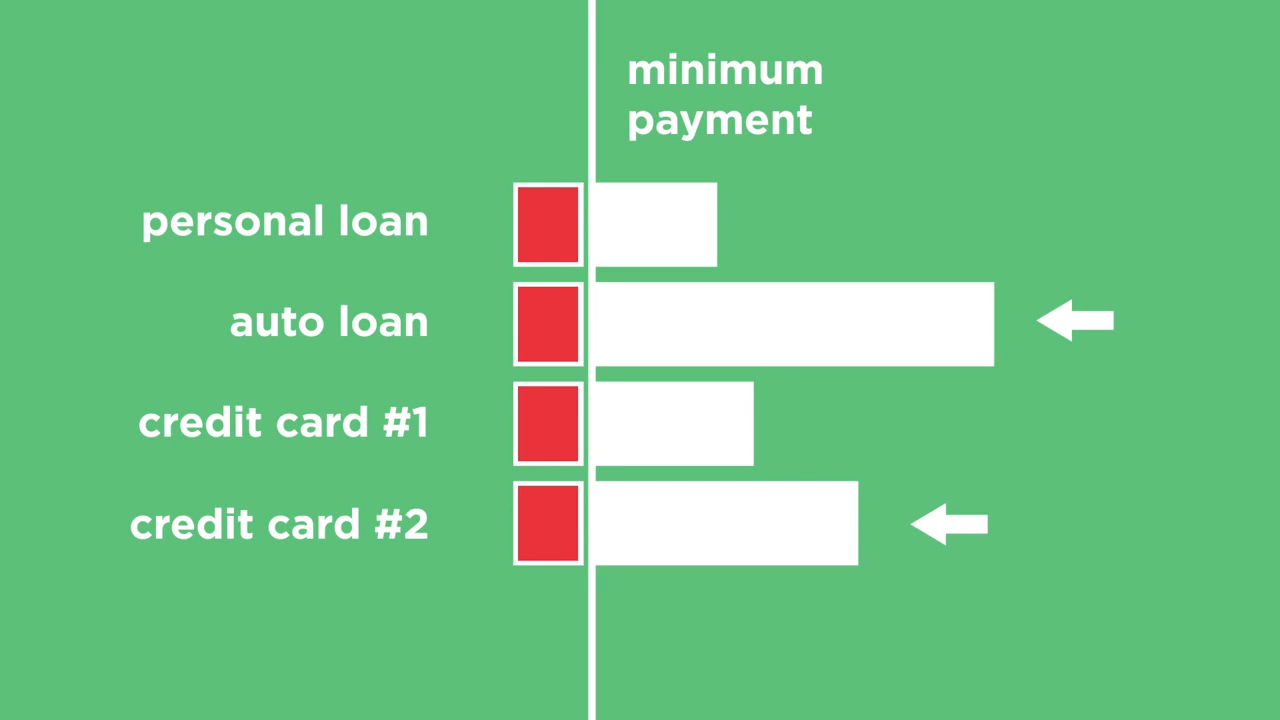 minimum
payment
personal loan
auto loan
credit card #1
credit card #2